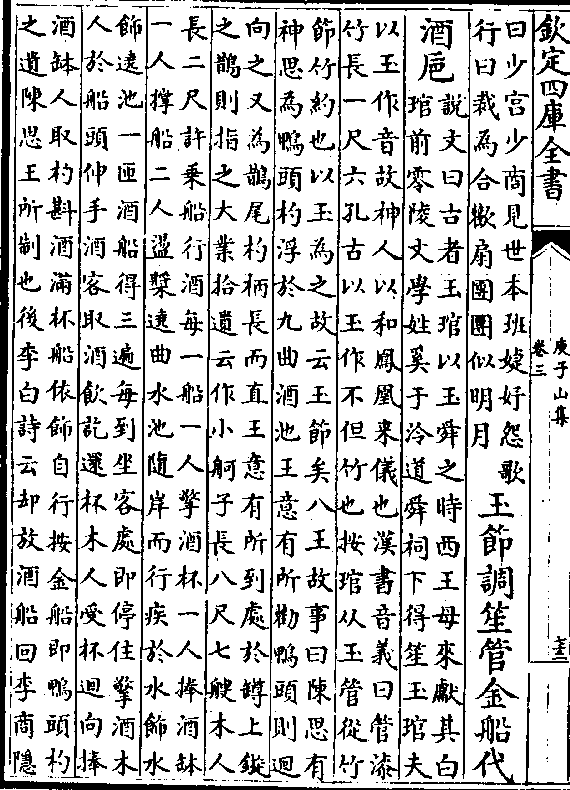 欽定四庫全書
庾子山集
卷三
曰少宫少商見世本班婕妤怨歌
行曰裁為合歡扇團團似明月
玉節調笙管金船代
酒巵
說文曰古者玉琯以玉舜之時西王母來獻其白
琯前零陵文學姓奚于泠道舜祠下得笙玉琯夫
以玉作音故神人以和鳳凰來儀也漢書音義曰管漆
竹長一尺六孔古以玉作不但竹也按琯从玉管從竹
節竹約也以玉為之故云玉節矣八王故事曰陳思有
神思為鴨頭杓浮於九曲酒池王意有所勸鴨頭則迴
向之又為鵲尾杓柄長而直王意有所到處於罇上鏇
之鵲則指之大業拾遺云作小舸子長八尺七艘木人
長二尺許乗船行酒每一船一人擎酒杯一人捧酒缽
一人撑船二人盪槳遶曲水池隨岸而行疾於水飾水
飾遶池一匝酒船得三遍每到坐客處即停住擎酒木
人於船頭伸手酒客取酒飲訖還杯木人受杯迴向捧
酒缽人取杓斟酒滿杯船依飾自行按金船即鴨頭杓
之遺陳思王所制也後李白詩云却放酒船回李商隱